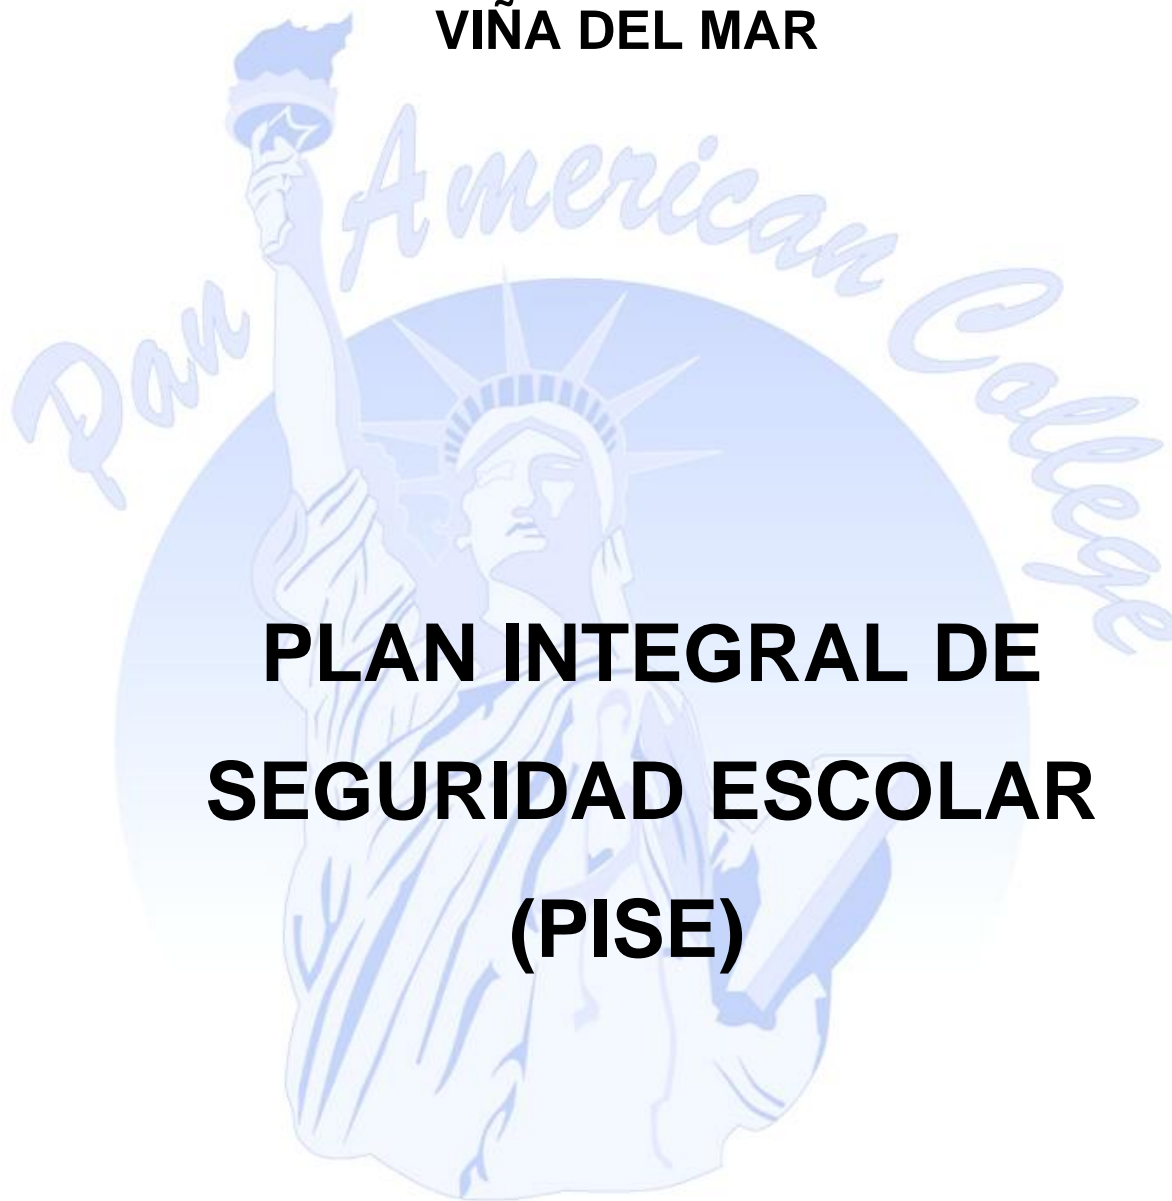 VIÑA DEL MAR
Pan American College
PLAN INTEGRAL DE
SEGURIDAD ESCOLAR
(PISE)